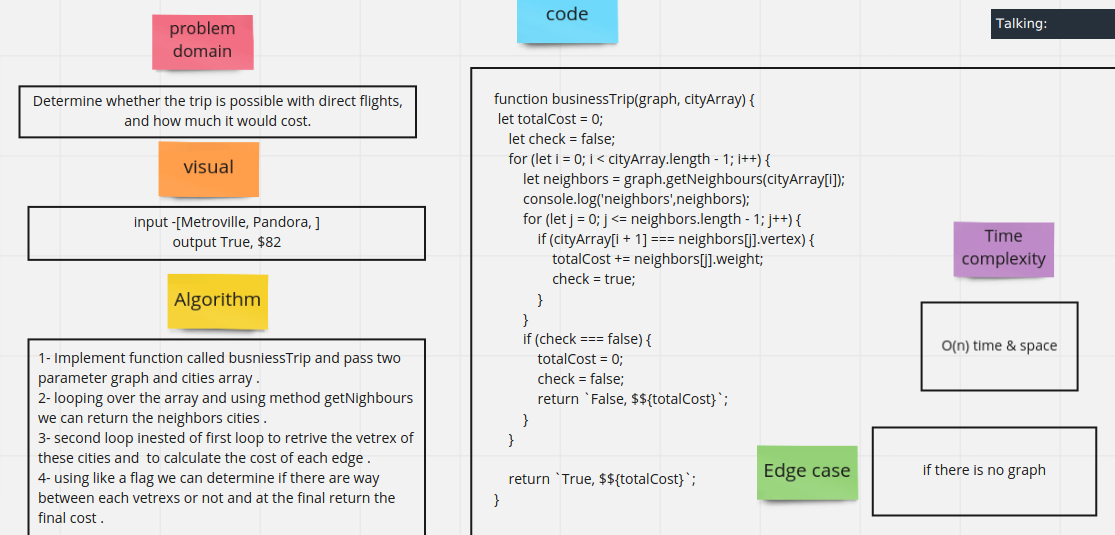 problem
domain
Determine whether the trip is possible with direct flights,
and how much it would cost.
visual
input -[Metroville, Pandora, ]
output True, $82
Algorithm
1- Implement function called busniessTrip and pass two
parameter graph and cities array .
2- looping over the array and using method getNighbours
we can return the neighbors cities .
3- second loop inested of first loop to retrive the vetrex of
these cities and  to calculate the cost of each edge .
4- using like a flag we can determine if there are way
between each vetrexs or not and at the final return the
final cost .
code
function businessTrip(graph, cityArray) {
let totalCost = 0;
let check = false;
for (let i = 0; i < cityArray.length - 1; i++) {
let neighbors = graph.getNeighbours(cityArray[i]);
console.log('neighbors',neighbors);
for (let j = 0; j <= neighbors.length - 1; j++) {
if (cityArray[i + 1] === neighbors[j].vertex) {
totalCost += neighbors[j].weight;
check = true;
}
}
if (check === false) {
totalCost = 0;
check = false;
return `False, $${totalCost}`;
}
}
return `True, $${totalCost}`;
}
Talking:
Time
complexity
O(n) time & space
Edge case
if there is no graph